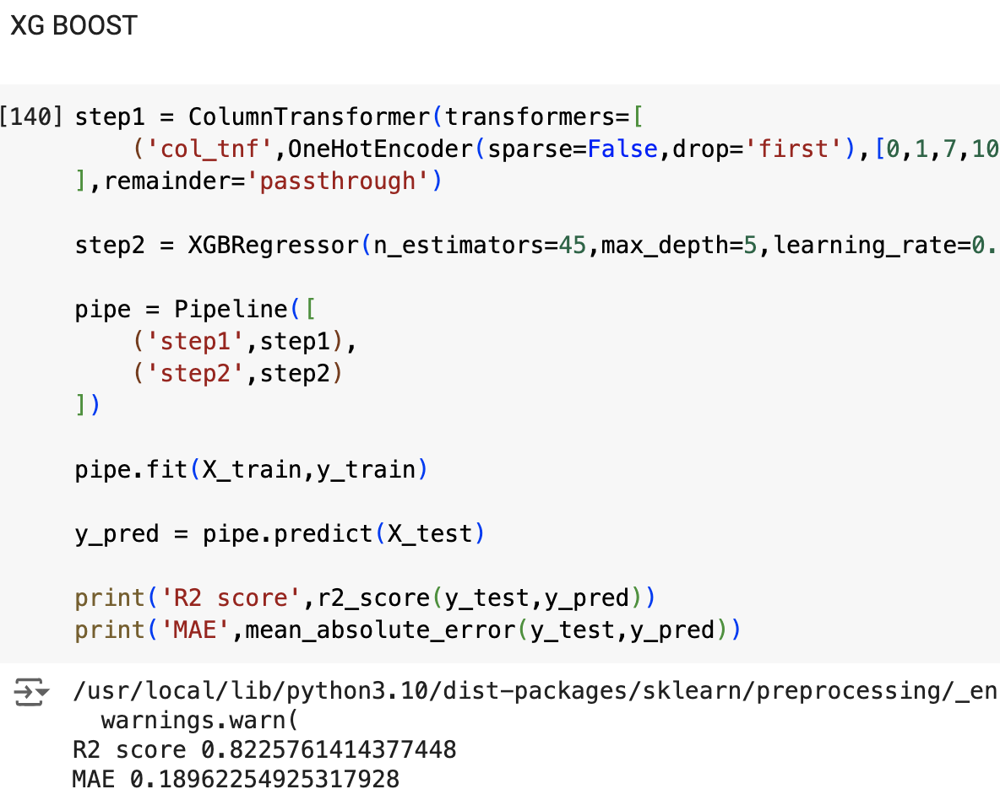 XG BOOST
[140] step1 = ColumnTransformer(transformers=[
('col_tnf',OneHotEncoder(sparse=False,drop='first'),[0,1,7,10
],remainder='passthrough')
step2 = XGBRegressor(n_estimators=45,max_depth=5,learning_rate=0.
pipe = Pipeline([
('step1',step1),
('step2',step2)
])
pipe.fit(X_train,y_train)
y_pred = pipe.predict(X_test)
print('R2 score',r2_score(y_test,y_pred))
print('MAE',mean_absolute_error(y_test,y_pred))
/usr/local/lib/python3.10/dist-packages/sklearn/preprocessing/_en
warnings.warn(
R2 score 0.8225761414377448
MAE 0.18962254925317928